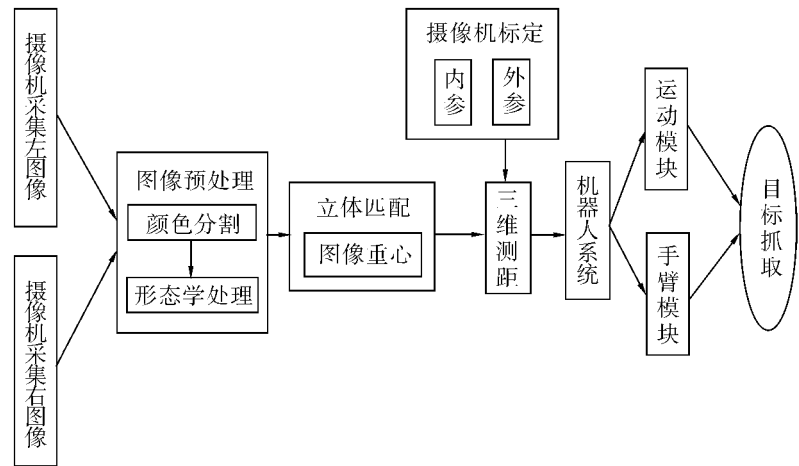 摄像机采集左图像
摄像机采集右图像
图像预处理
颜色分割
形态学处理
立体匹配
图像重心
摄像机标定
内参
外参
三维测距
机器人系统
运动模块
手臂模块
目标抓取